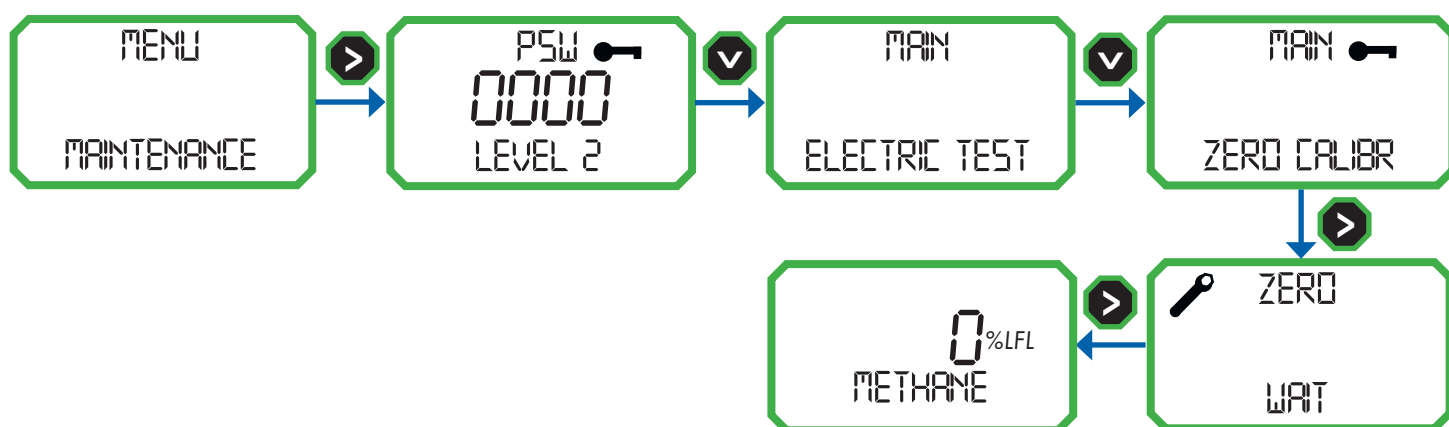 MENU
MAINTENANCE
>
PSW
0000
LEVEL 2
v
MAIN
ELECTRIC TEST
v
MAIN
ZERO CALIBR
>
ZERO
WAIT
>
0 %LFL
METHANE